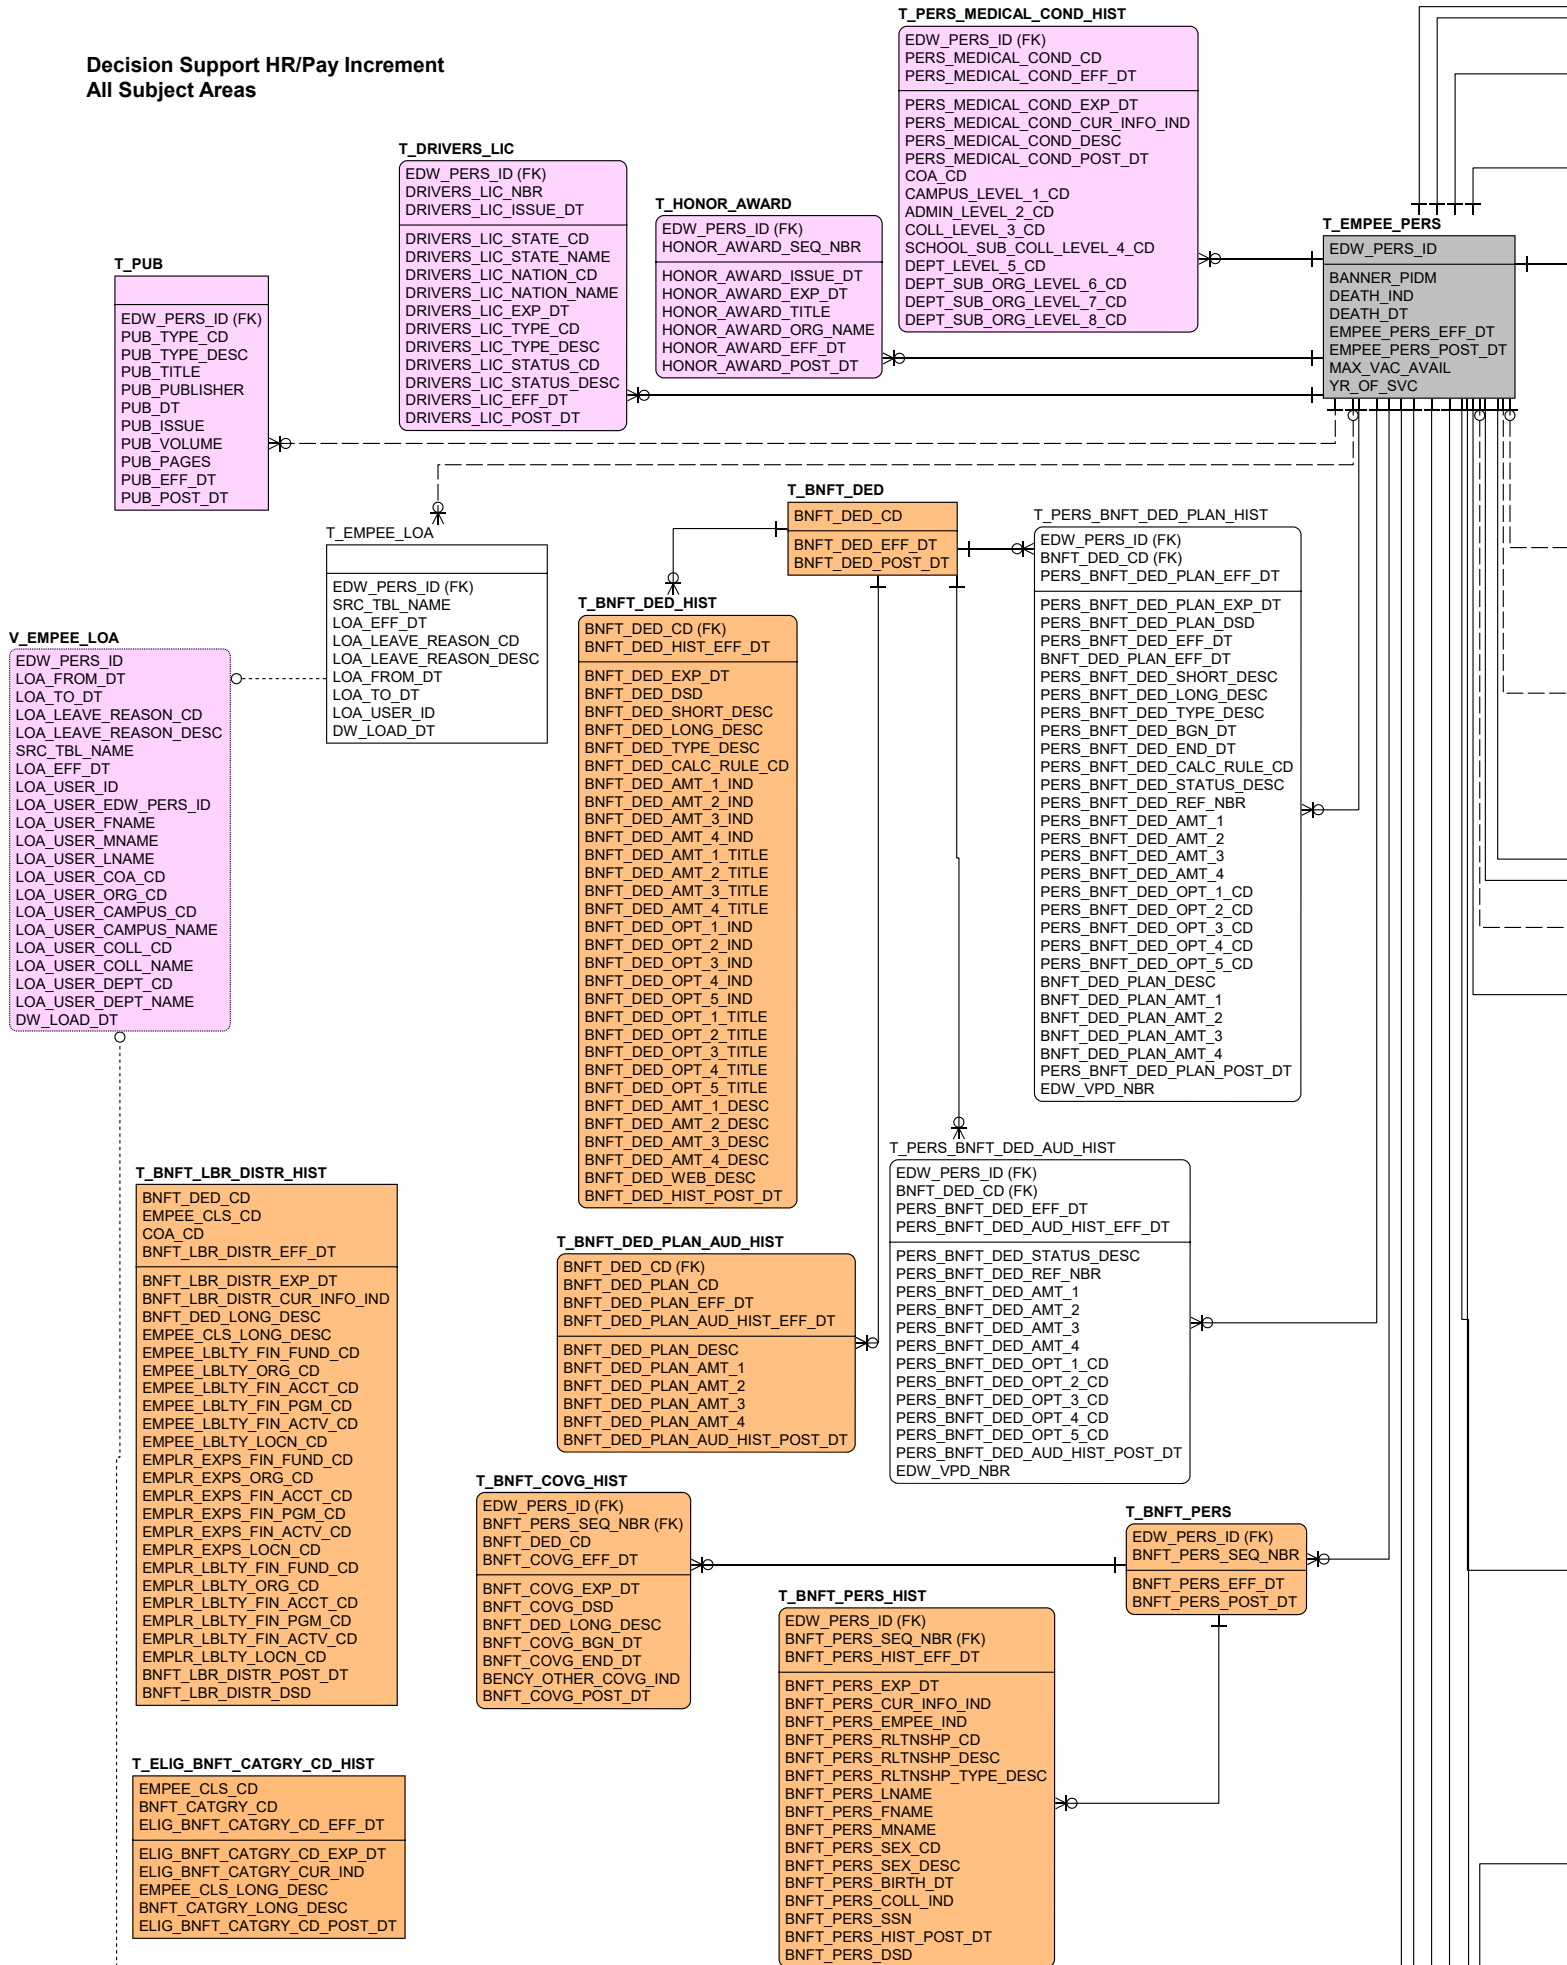 Decision Support HR/Pay Increment
All Subject Areas
T_PERS_MEDICAL_COND_HIST
EDW_PERS_ID (FK)
PERS_MEDICAL_COND_CD
PERS_MEDICAL_COND_EFF_DT
PERS_MEDICAL_COND_EXP_DT
PERS_MEDICAL_COND_CUR_INFO_IND
PERS_MEDICAL_COND_DESC
PERS_MEDICAL_COND_POST_DT
COA_CD
CAMPUS_LEVEL_1_CD
ADMIN_LEVEL_2_CD
COLL_LEVEL_3_CD
SCHOOL_SUB_COLL_LEVEL_4_CD
DEPT_LEVEL_5_CD
DEPT_SUB_ORG_LEVEL_6_CD
DEPT_SUB_ORG_LEVEL_7_CD
DEPT_SUB_ORG_LEVEL_8_CD
T_DRIVERS_LIC
EDW_PERS_ID (FK)
DRIVERS_LIC_NBR
DRIVERS_LIC_ISSUE_DT
DRIVERS_LIC_STATE_CD
DRIVERS_LIC_STATE_NAME
DRIVERS_LIC_NATION_CD
DRIVERS_LIC_NATION_NAME
DRIVERS_LIC_EXP_DT
DRIVERS_LIC_TYPE_CD
DRIVERS_LIC_TYPE_DESC
DRIVERS_LIC_STATUS_CD
DRIVERS_LIC_STATUS_DESC
DRIVERS_LIC_EFF_DT
DRIVERS_LIC_POST_DT
T_HONOR_AWARD
EDW_PERS_ID (FK)
HONOR_AWARD_SEQ_NBR
HONOR_AWARD_ISSUE_DT
HONOR_AWARD_EXP_DT
HONOR_AWARD_TITLE
HONOR_AWARD_ORG_NAME
HONOR_AWARD_EFF_DT
HONOR_AWARD_POST_DT
T_EMPEE_PERS
EDW_PERS_ID
BANNER_PIDM
DEATH_IND
DEATH_DT
EMPEE_PERS_EFF_DT
EMPEE_PERS_POST_DT
MAX_VAC_AVAIL
YR_OF_SVC
T_PUB
EDW_PERS_ID (FK)
PUB_TYPE_CD
PUB_TYPE_DESC
PUB_TITLE
PUB_PUBLISHER
PUB_DT
PUB_ISSUE
PUB_VOLUME
PUB_PAGES
PUB_EFF_DT
PUB_POST_DT
T_EMPEE_LOA
EDW_PERS_ID (FK)
SRC_TBL_NAME
LOA_EFF_DT
LOA_LEAVE_REASON_CD
LOA_LEAVE_REASON_DESC
LOA_FROM_DT
LOA_TO_DT
LOA_USER_ID
DW_LOAD_DT
T_BNFT_DED
BNFT_DED_CD
BNFT_DED_EFF_DT
BNFT_DED_POST_DT
T_PERS_BNFT_DED_PLAN_HIST
EDW_PERS_ID (FK)
BNFT_DED_CD (FK)
PERS_BNFT_DED_PLAN_EFF_DT
PERS_BNFT_DED_PLAN_EXP_DT
PERS_BNFT_DED_PLAN_DSD
PERS_BNFT_DED_EFF_DT
BNFT_DED_PLAN_EFF_DT
PERS_BNFT_DED_SHORT_DESC
PERS_BNFT_DED_LONG_DESC
PERS_BNFT_DED_TYPE_DESC
PERS_BNFT_DED_BGN_DT
PERS_BNFT_DED_END_DT
PERS_BNFT_DED_CALC_RULE_CD
PERS_BNFT_DED_STATUS_DESC
PERS_BNFT_DED_REF_NBR
PERS_BNFT_DED_AMT_1
PERS_BNFT_DED_AMT_2
PERS_BNFT_DED_AMT_3
PERS_BNFT_DED_AMT_4
PERS_BNFT_DED_OPT_1_CD
PERS_BNFT_DED_OPT_2_CD
PERS_BNFT_DED_OPT_3_CD
PERS_BNFT_DED_OPT_4_CD
PERS_BNFT_DED_OPT_5_CD
BNFT_DED_PLAN_DESC
BNFT_DED_PLAN_AMT_1
BNFT_DED_PLAN_AMT_2
BNFT_DED_PLAN_AMT_3
BNFT_DED_PLAN_AMT_4
PERS_BNFT_DED_PLAN_POST_DT
EDW_VPD_NBR
T_BNFT_DED_HIST
BNFT_DED_CD (FK)
BNFT_DED_HIST_EFF_DT
BNFT_DED_EXP_DT
BNFT_DED_DSD
BNFT_DED_SHORT_DESC
BNFT_DED_LONG_DESC
BNFT_DED_TYPE_DESC
BNFT_DED_CALC_RULE_CD
BNFT_DED_AMT_1_IND
BNFT_DED_AMT_2_IND
BNFT_DED_AMT_3_IND
BNFT_DED_AMT_4_IND
BNFT_DED_AMT_1_TITLE
BNFT_DED_AMT_2_TITLE
BNFT_DED_AMT_3_TITLE
BNFT_DED_AMT_4_TITLE
BNFT_DED_OPT_1_IND
BNFT_DED_OPT_2_IND
BNFT_DED_OPT_3_IND
BNFT_DED_OPT_4_IND
BNFT_DED_OPT_5_IND
BNFT_DED_OPT_1_TITLE
BNFT_DED_OPT_2_TITLE
BNFT_DED_OPT_3_TITLE
BNFT_DED_OPT_4_TITLE
BNFT_DED_OPT_5_TITLE
BNFT_DED_AMT_1_DESC
BNFT_DED_AMT_2_DESC
BNFT_DED_AMT_3_DESC
BNFT_DED_AMT_4_DESC
BNFT_DED_WEB_DESC
BNFT_DED_HIST_POST_DT
V_EMPEE_LOA
EDW_PERS_ID
LOA_FROM_DT
LOA_TO_DT
LOA_LEAVE_REASON_CD
LOA_LEAVE_REASON_DESC
SRC_TBL_NAME
LOA_EFF_DT
LOA_USER_ID
LOA_USER_EDW_PERS_ID
LOA_USER_FNAME
LOA_USER_MNAME
LOA_USER_LNAME
LOA_USER_COA_CD
LOA_USER_ORG_CD
LOA_USER_CAMPUS_CD
LOA_USER_CAMPUS_NAME
LOA_USER_COLL_CD
LOA_USER_COLL_NAME
LOA_USER_DEPT_CD
LOA_USER_DEPT_NAME
DW_LOAD_DT
T_PERS_BNFT_DED_AUD_HIST
EDW_PERS_ID (FK)
BNFT_DED_CD (FK)
PERS_BNFT_DED_EFF_DT
PERS_BNFT_DED_AUD_HIST_EFF_DT
PERS_BNFT_DED_STATUS_DESC
PERS_BNFT_DED_REF_NBR
PERS_BNFT_DED_AMT_1
PERS_BNFT_DED_AMT_2
PERS_BNFT_DED_AMT_3
PERS_BNFT_DED_AMT_4
PERS_BNFT_DED_OPT_1_CD
PERS_BNFT_DED_OPT_2_CD
PERS_BNFT_DED_OPT_3_CD
PERS_BNFT_DED_OPT_4_CD
PERS_BNFT_DED_OPT_5_CD
PERS_BNFT_DED_AUD_HIST_POST_DT
EDW_VPD_NBR
T_BNFT_LBR_DISTR_HIST
BNFT_DED_CD
EMPEE_CLS_CD
COA_CD
BNFT_LBR_DISTR_EFF_DT
BNFT_LBR_DISTR_EXP_DT
BNFT_LBR_DISTR_CUR_INFO_IND
BNFT_DED_LONG_DESC
EMPEE_CLS_LONG_DESC
EMPEE_LBLTY_FIN_FUND_CD
EMPEE_LBLTY_ORG_CD
EMPEE_LBLTY_FIN_ACCT_CD
EMPEE_LBLTY_FIN_PGM_CD
EMPEE_LBLTY_FIN_ACTV_CD
EMPEE_LBLTY_LOCN_CD
EMPLR_EXPS_FIN_FUND_CD
EMPLR_EXPS_ORG_CD
EMPLR_EXPS_FIN_ACCT_CD
EMPLR_EXPS_FIN_PGM_CD
EMPLR_EXPS_FIN_ACTV_CD
EMPLR_EXPS_LOCN_CD
EMPLR_LBLTY_FIN_FUND_CD
EMPLR_LBLTY_ORG_CD
EMPLR_LBLTY_FIN_ACCT_CD
EMPLR_LBLTY_FIN_PGM_CD
EMPLR_LBLTY_FIN_ACTV_CD
EMPLR_LBLTY_LOCN_CD
BNFT_LBR_DISTR_POST_DT
BNFT_LBR_DISTR_DSD
T_BNFT_DED_PLAN_AUD_HIST
BNFT_DED_CD (FK)
BNFT_DED_PLAN_CD
BNFT_DED_PLAN_EFF_DT
BNFT_DED_PLAN_AUD_HIST_EFF_DT
BNFT_DED_PLAN_DESC
BNFT_DED_PLAN_AMT_1
BNFT_DED_PLAN_AMT_2
BNFT_DED_PLAN_AMT_3
BNFT_DED_PLAN_AMT_4
BNFT_DED_PLAN_AUD_HIST_POST_DT
T_BNFT_COVG_HIST
EDW_PERS_ID (FK)
BNFT_PERS_SEQ_NBR (FK)
BNFT_DED_CD
BNFT_COVG_EFF_DT
BNFT_COVG_EXP_DT
BNFT_COVG_DSD
BNFT_DED_LONG_DESC
BNFT_COVG_BGN_DT
BNFT_COVG_END_DT
BENCY_OTHER_COVG_IND
BNFT_COVG_POST_DT
T_BNFT_PERS
EDW_PERS_ID (FK)
BNFT_PERS_SEQ_NBR
BNFT_PERS_EFF_DT
BNFT_PERS_POST_DT
T_BNFT_PERS_HIST
EDW_PERS_ID (FK)
BNFT_PERS_SEQ_NBR (FK)
BNFT_PERS_HIST_EFF_DT
BNFT_PERS_EXP_DT
BNFT_PERS_CUR_INFO_IND
BNFT_PERS_EMPEE_IND
BNFT_PERS_RLTNSHP_CD
BNFT_PERS_RLTNSHP_DESC
BNFT_PERS_RLTNSHP_TYPE_DESC
BNFT_PERS_LNAME
BNFT_PERS_FNAME
BNFT_PERS_MNAME
BNFT_PERS_SEX_CD
BNFT_PERS_SEX_DESC
BNFT_PERS_BIRTH_DT
BNFT_PERS_COLL_IND
BNFT_PERS_SSN
BNFT_PERS_HIST_POST_DT
BNFT_PERS_DSD
T_ELIG_BNFT_CATGRY_CD_HIST
EMPEE_CLS_CD
BNFT_CATGRY_CD
ELIG_BNFT_CATGRY_CD_EFF_DT
ELIG_BNFT_CATGRY_CD_EXP_DT
ELIG_BNFT_CATGRY_CUR_IND
EMPEE_CLS_LONG_DESC
BNFT_CATGRY_LONG_DESC
ELIG_BNFT_CATGRY_CD_POST_DT